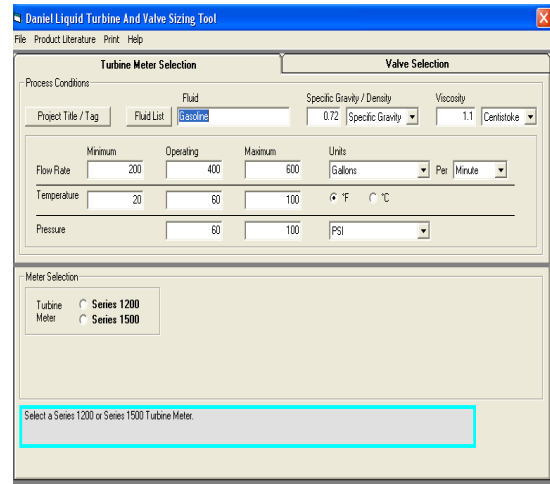 Daniel Liquid Turbine And Valve Sizing Tool
File Product Literature Print Help
Turbine Meter Selection Valve Selection
Process Conditions
Fluid Specific Gravity / Density Viscosity
Project Title / Tag Fluid List Gasoline 0.72 Specific Gravity 1.1 Centistoke
Minimum Operating Maximum Units
Flow Rate 200 400 600 Gallons Per Minute
Temperature 20 60 100 °F °C
Pressure 60 100 PSI
Meter Selection
Turbine Meter
Series 1200
Series 1500
Select a Series 1200 or Series 1500 Turbine Meter.